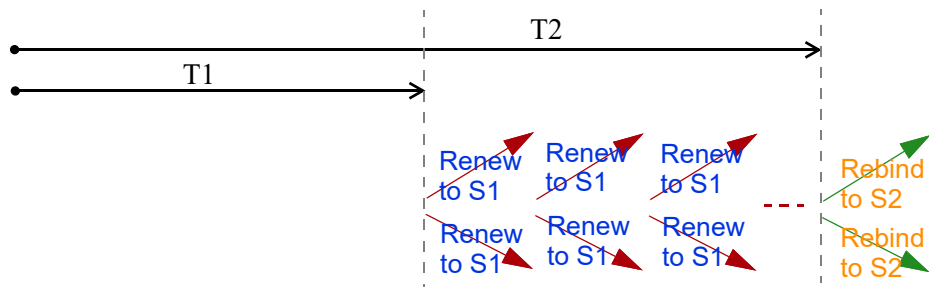 T2
T1
Renew
to S1
Renew
to S1
Renew
to S1
Rebind
to S2
Renew
to S1
Renew
to S1
Renew
to S1
Rebind
to S2